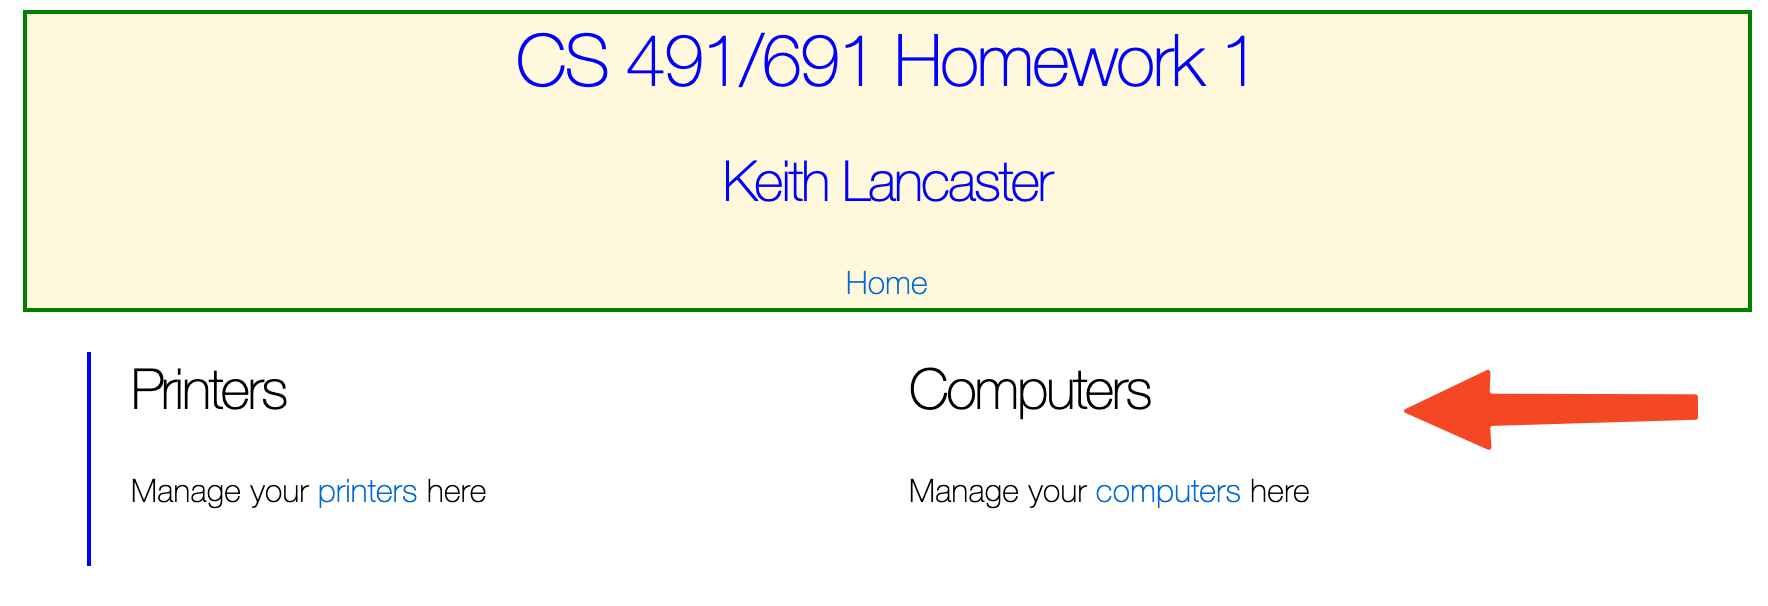 CS 491/691 Homework 1
Keith Lancaster
Home
Printers
Manage your printers here
Computers
Manage your computers here